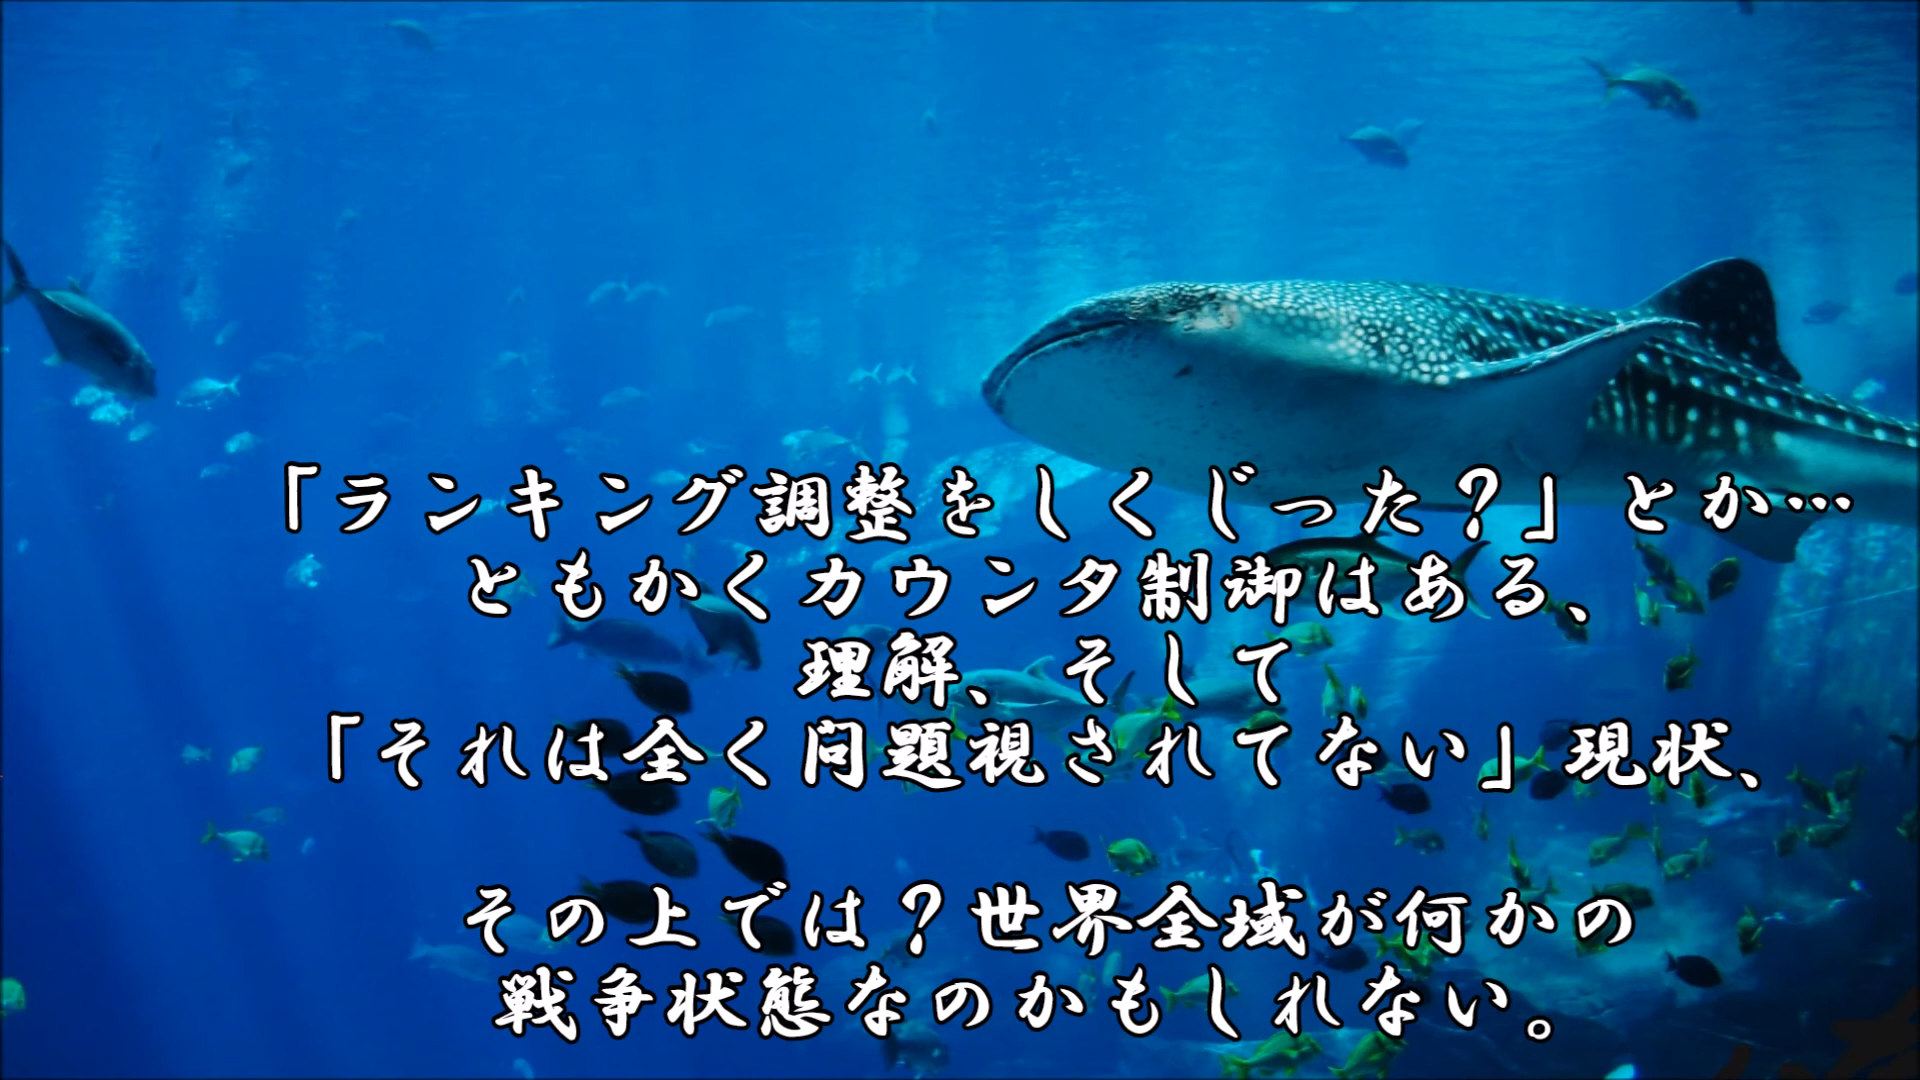 「ランキング調整をしくじった？」とか…
ともかくカウンタ制御はある、
理解、そして
「それは全く問題視されてない」現状、
その上では？世界全域が何かの
戦争状態なのかもしれない。